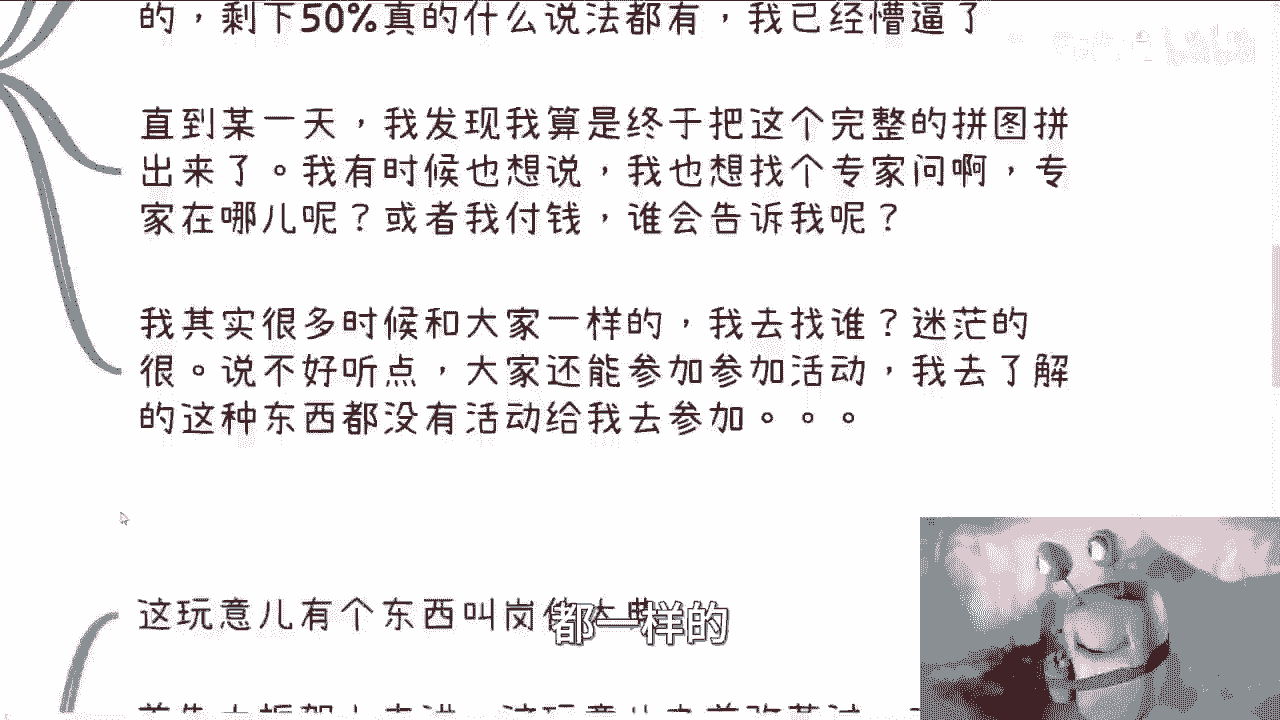 的，剩下50%真的什么说法都有，我已经懵逼了
直到某一天，我发现我算是终于把这个完整的拼图拼
出来了。我有时候也想说，我也想找个专家问啊，专
家在哪儿呢？或者我付钱，谁会告诉我呢？
我其实很多时候和大家一样的，我去找谁？迷茫的
很。说不好听点，大家还能参加参加活动，我去了解
的这种东西都没有活动给我去参加。。。
这玩意儿有个东西叫岗
都一样的